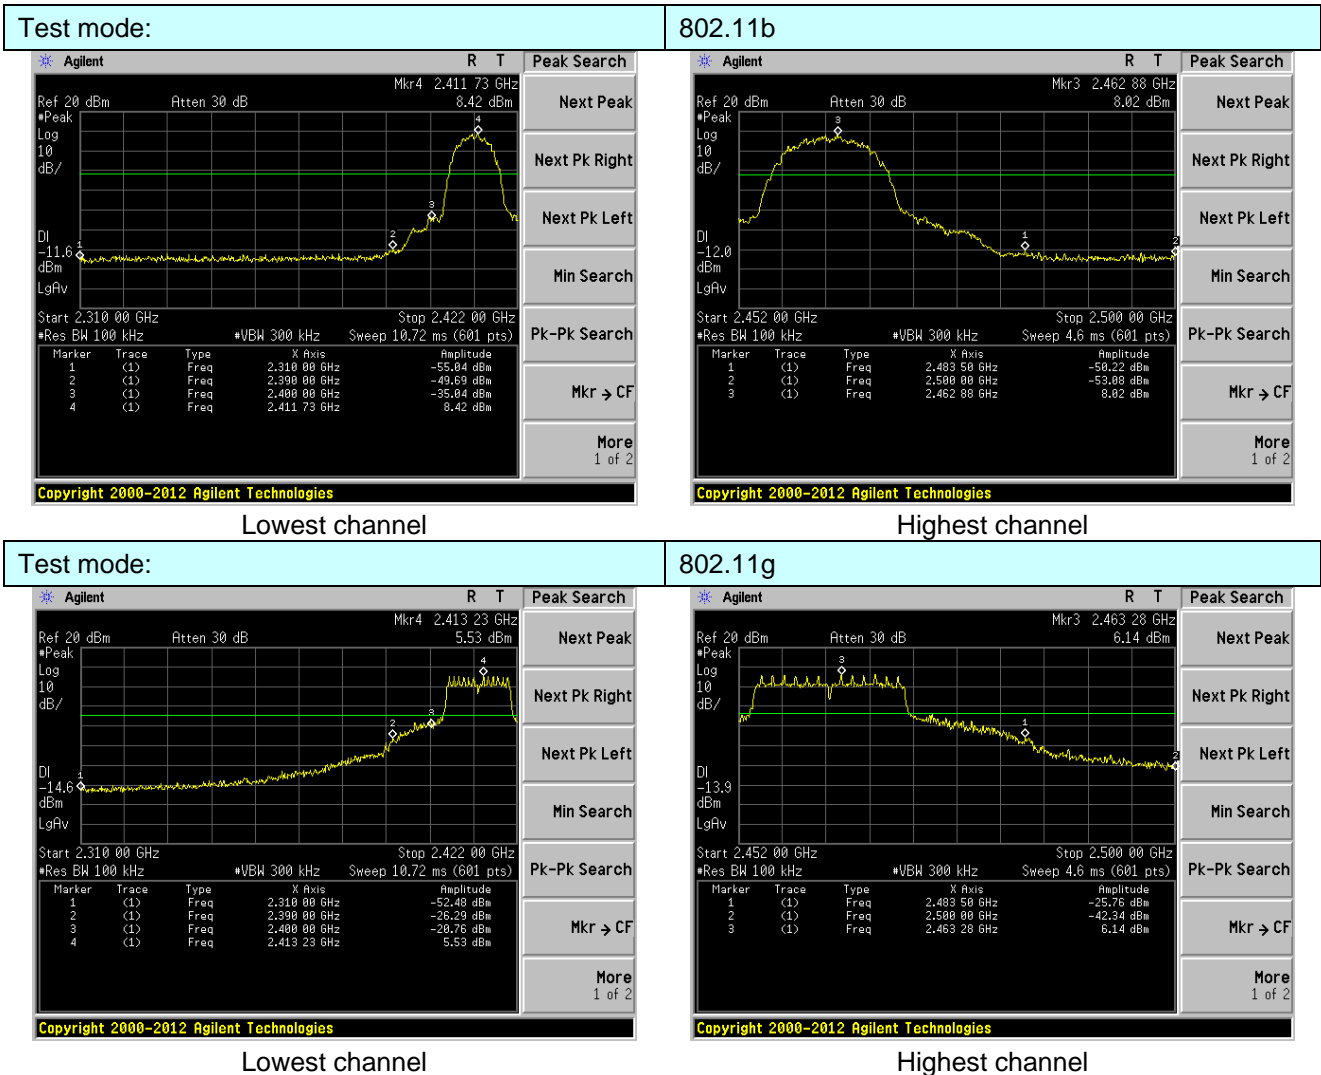 Test mode: 802.11b
Agilent R T Peak Search
Mkr4 2.411 73 GHz
Ref 20 dBm Atten 30 dB 8.42 dBm
#Peak
Log
10
dB/
DI
-11.6
dBm
LgAv
1
2
3
4
Start 2.310 00 GHz Stop 2.422 00 GHz
#Res BW 100 kHz #VBW 300 kHz Sweep 10.72 ms (601 pts)
Marker Trace Type X Axis Amplitude
1 (1) Freq 2.310 00 GHz -55.04 dBm
2 (1) Freq 2.390 00 GHz -49.69 dBm
3 (1) Freq 2.400 00 GHz -35.04 dBm
4 (1) Freq 2.411 73 GHz 8.42 dBm
Next Peak
Next Pk Right
Next Pk Left
Min Search
Pk-Pk Search
Mkr → CF
More
1 of 2
Copyright 2000-2012 Agilent Technologies
Lowest channel
Agilent R T Peak Search
Mkr3 2.462 88 GHz
Ref 20 dBm Atten 30 dB 8.02 dBm
#Peak
Log
10
dB/
DI
-12.0
dBm
LgAv
3
1
2
Start 2.452 00 GHz Stop 2.500 00 GHz
#Res BW 100 kHz #VBW 300 kHz Sweep 4.6 ms (601 pts)
Marker Trace Type X Axis Amplitude
1 (1) Freq 2.483 50 GHz -50.22 dBm
2 (1) Freq 2.500 00 GHz -53.08 dBm
3 (1) Freq 2.462 88 GHz 8.02 dBm
Next Peak
Next Pk Right
Next Pk Left
Min Search
Pk-Pk Search
Mkr → CF
More
1 of 2
Copyright 2000-2012 Agilent Technologies
Highest channel
Test mode: 802.11g
Agilent R T Peak Search
Mkr4 2.413 23 GHz
Ref 20 dBm Atten 30 dB 5.53 dBm
#Peak
Log
10
dB/
DI
-14.6
dBm
LgAv
1
2
3
4
Start 2.310 00 GHz Stop 2.422 00 GHz
#Res BW 100 kHz #VBW 300 kHz Sweep 10.72 ms (601 pts)
Marker Trace Type X Axis Amplitude
1 (1) Freq 2.310 00 GHz -52.48 dBm
2 (1) Freq 2.390 00 GHz -26.29 dBm
3 (1) Freq 2.400 00 GHz -20.76 dBm
4 (1) Freq 2.413 23 GHz 5.53 dBm
Next Peak
Next Pk Right
Next Pk Left
Min Search
Pk-Pk Search
Mkr → CF
More
1 of 2
Copyright 2000-2012 Agilent Technologies
Lowest channel
Agilent R T Peak Search
Mkr3 2.463 28 GHz
Ref 20 dBm Atten 30 dB 6.14 dBm
#Peak
Log
10
dB/
DI
-13.9
dBm
LgAv
3
1
2
Start 2.452 00 GHz Stop 2.500 00 GHz
#Res BW 100 kHz #VBW 300 kHz Sweep 4.6 ms (601 pts)
Marker Trace Type X Axis Amplitude
1 (1) Freq 2.483 50 GHz -25.76 dBm
2 (1) Freq 2.500 00 GHz -42.34 dBm
3 (1) Freq 2.463 28 GHz 6.14 dBm
Next Peak
Next Pk Right
Next Pk Left
Min Search
Pk-Pk Search
Mkr → CF
More
1 of 2
Copyright 2000-2012 Agilent Technologies
Highest channel